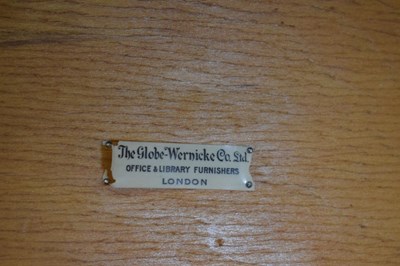 The Globe-Wernicke Co. Ltd.
OFFICE & LIBRARY FURNISHERS
LONDON